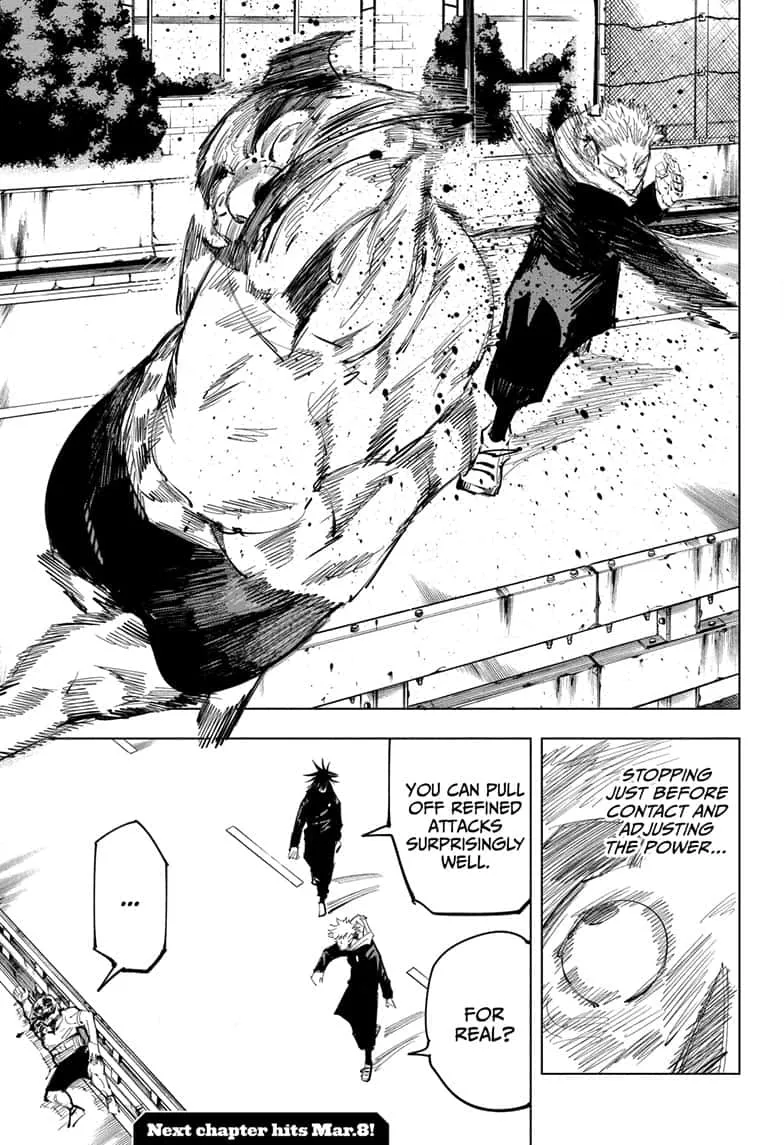 STOPPING
JUST BEFORE
CONTACT AND
ADJUSTING
THE POWER...
YOU CAN PULL
OFF REFINED
ATTACKS
SURPRISINGLY
WELL.
FOR
REAL?
...
Next chapter hits Mar.8!